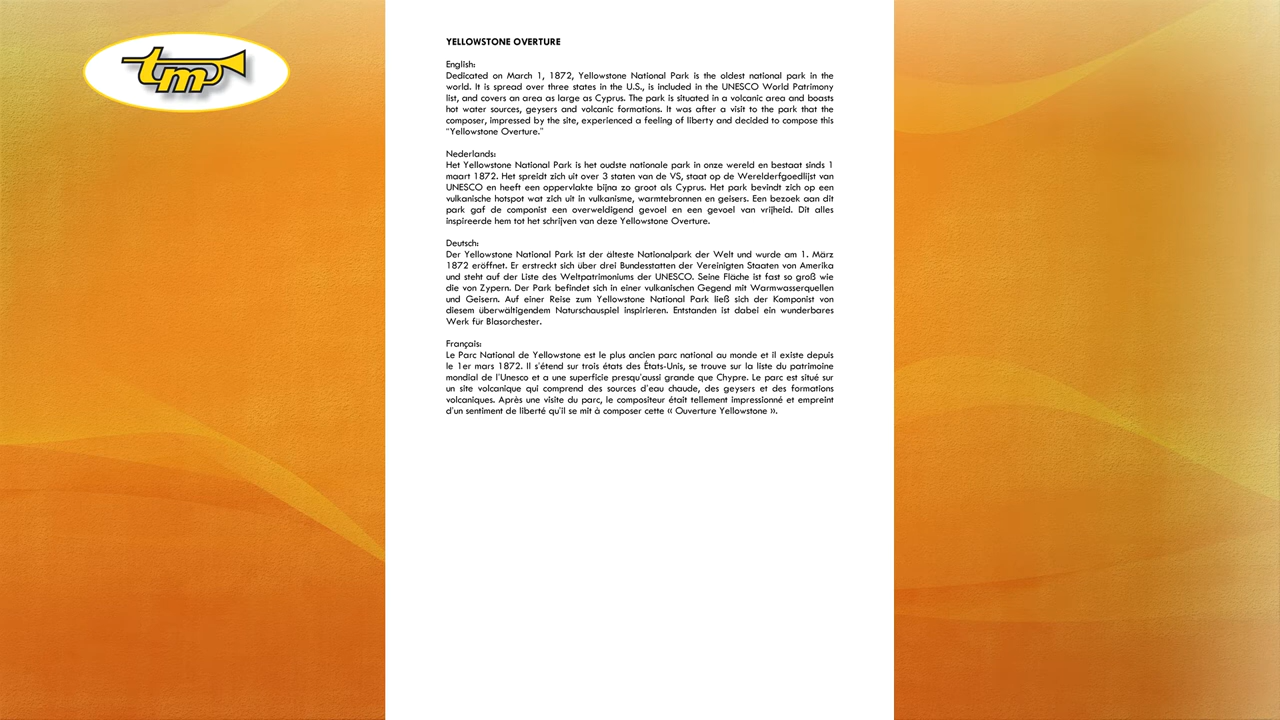 tm
YELLOWSTONE OVERTURE
English:
Dedicated on March 1, 1872, Yellowstone National Park is the oldest national park in the
world. It is spread over three states in the U.S., is included in the UNESCO World Patrimony
list, and covers an area as large as Cyprus. The park is situated in a volcanic area and boasts
hot water sources, geysers and volcanic formations. It was after a visit to the park that the
composer, impressed by the site, experienced a feeling of liberty and decided to compose this
“Yellowstone Overture.”
Nederlands:
Het Yellowstone National Park is het oudste nationale park in onze wereld en bestaat sinds 1
maart 1872. Het spreidt zich uit over 3 staten van de VS, staat op de Werelderfgoedlijst van
UNESCO en heeft een oppervlakte bijna zo groot als Cyprus. Het park bevindt zich op een
vulkanische hotspot wat zich uit in vulkanisme, warmtebronnen en geisers. Een bezoek aan dit
park gaf de componist een overweldigend gevoel en een gevoel van vrijheid. Dit alles
inspireerde hem tot het schrijven van deze Yellowstone Overture.
Deutsch:
Der Yellowstone National Park ist der älteste Nationalpark der Welt und wurde am 1. März
1872 eröffnet. Er erstreckt sich über drei Bundesstatten der Vereinigten Staaten von Amerika
und steht auf der Liste des Weltpatrimoniums der UNESCO. Seine Fläche ist fast so groß wie
die von Zypern. Der Park befindet sich in einer vulkanischen Gegend mit Warmwasserquellen
und Geisern. Auf einer Reise zum Yellowstone National Park ließ sich der Komponist von
diesem überwältigendem Naturschauspiel inspirieren. Entstanden ist dabei ein wunderbares
Werk für Blasorchester.
Français:
Le Parc National de Yellowstone est le plus ancien parc national au monde et il existe depuis
le 1er mars 1872. Il s’étend sur trois états des États-Unis, se trouve sur la liste du patrimoine
mondial de l’Unesco et a une superficie presqu’aussi grande que Chypre. Le parc est situé sur
un site volcanique qui comprend des sources d’eau chaude, des geysers et des formations
volcaniques. Après une visite du parc, le compositeur était tellement impressionné et empreint
d’un sentiment de liberté qu’il se mit à composer cette « Ouverture Yellowstone ».